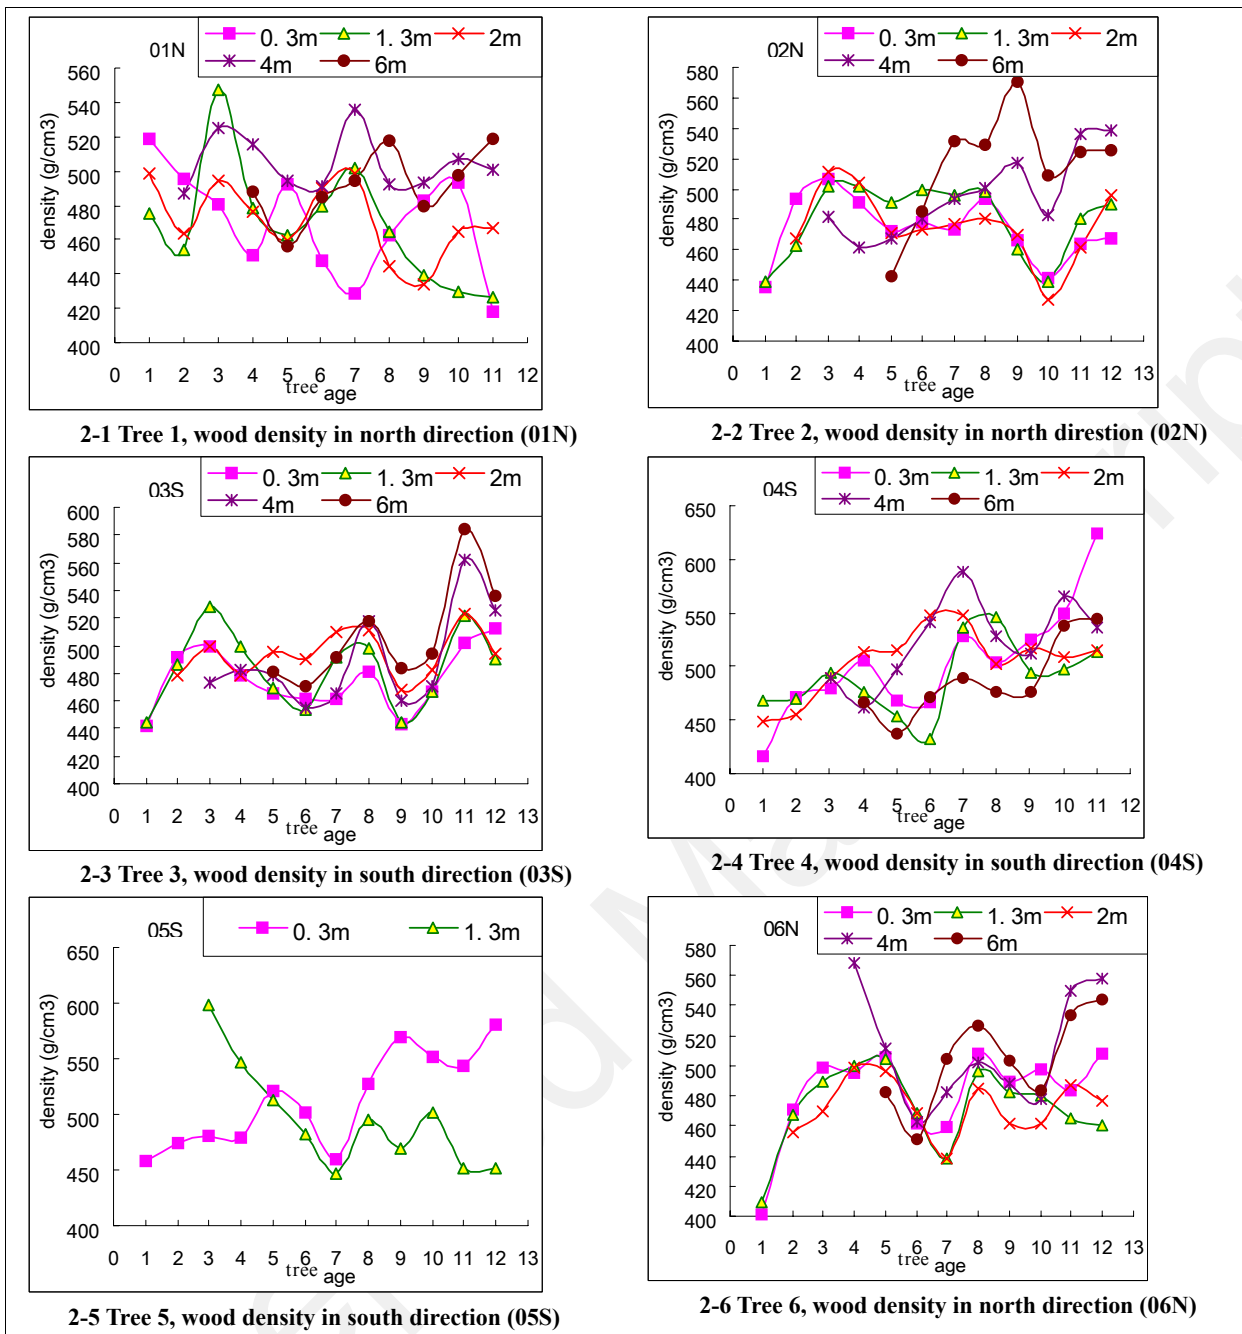 01N
0. 3m 1. 3m 2m
4m 6m
density (g/cm3)
560
540
520
500
480
460
440
420
400
0 1 2 3 4 5 6 7 8 9 10 11 12
tree age
2-1 Tree 1, wood density in north direction (01N)
02N
0. 3m 1. 3m 2m
4m 6m
density (g/cm3)
580
560
540
520
500
480
460
440
420
400
0 1 2 3 4 5 6 7 8 9 10 11 12 13
tree age
2-2 Tree 2, wood density in north direstion (02N)
03S
0. 3m 1. 3m 2m
4m 6m
density (g/cm3)
600
580
560
540
520
500
480
460
440
420
400
0 1 2 3 4 5 6 7 8 9 10 11 12 13
tree age
2-3 Tree 3, wood density in south direction (03S)
04S
0. 3m 1. 3m 2m
4m 6m
density (g/cm3)
650
600
550
500
450
400
0 1 2 3 4 5 6 7 8 9 10 11 12
tree age
2-4 Tree 4, wood density in south direction (04S)
05S
0. 3m 1. 3m
density (g/cm3)
650
600
550
500
450
400
0 1 2 3 4 5 6 7 8 9 10 11 12 13
tree age
2-5 Tree 5, wood density in south direction (05S)
06N
0. 3m 1. 3m 2m
4m 6m
density (g/cm3)
580
560
540
520
500
480
460
440
420
400
0 1 2 3 4 5 6 7 8 9 10 11 12 13
tree age
2-6 Tree 6, wood density in north direction (06N)